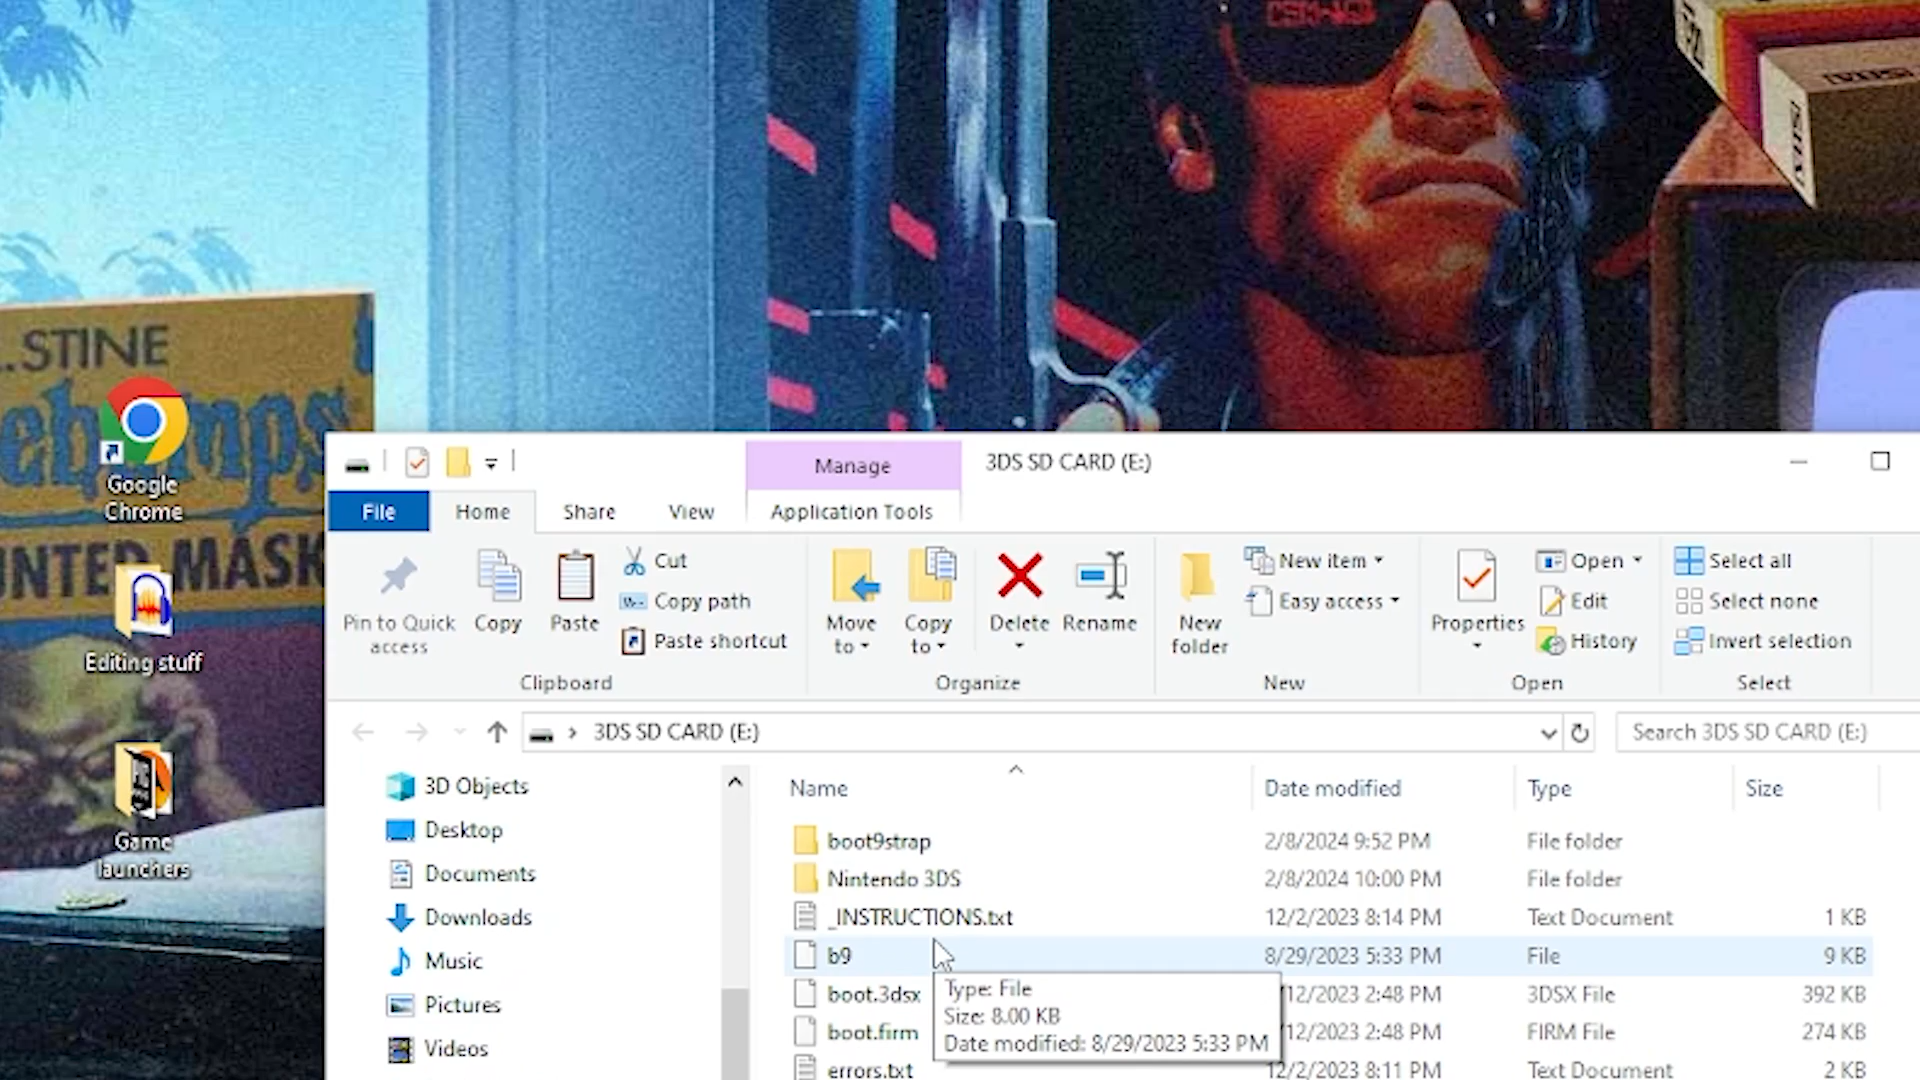 .STINE
UNTED MASK
Google
Chrome
Editing stuff
Game
launchers
Manage
3DS SD CARD (E:)
File
Home
Share
View
Application Tools
Pin to Quick
access
Copy
Paste
Cut
Copy path
Paste shortcut
Clipboard
Move
to
Copy
to
Delete
Rename
Organize
New
folder
New item
Easy access
New
Properties
Open
Edit
History
Open
Select all
Select none
Invert selection
Select
3DS SD CARD (E:)
Search 3DS SD CARD (E:)
3D Objects
Desktop
Documents
Downloads
Music
Pictures
Videos
Name Date modified Type Size
boot9strap 2/8/2024 9:52 PM File folder
Nintendo 3DS 2/8/2024 10:00 PM File folder
_INSTRUCTIONS.txt 12/2/2023 8:14 PM Text Document 1 KB
b9 8/29/2023 5:33 PM File 9 KB
boot.3dsx /12/2023 2:48 PM 3DSX File 392 KB
boot.firm /12/2023 2:48 PM FIRM File 274 KB
errors.txt 12/2/2023 8:11 PM Text Document 2 KB
Type: File
Size: 8.00 KB
Date modified: 8/29/2023 5:33 PM